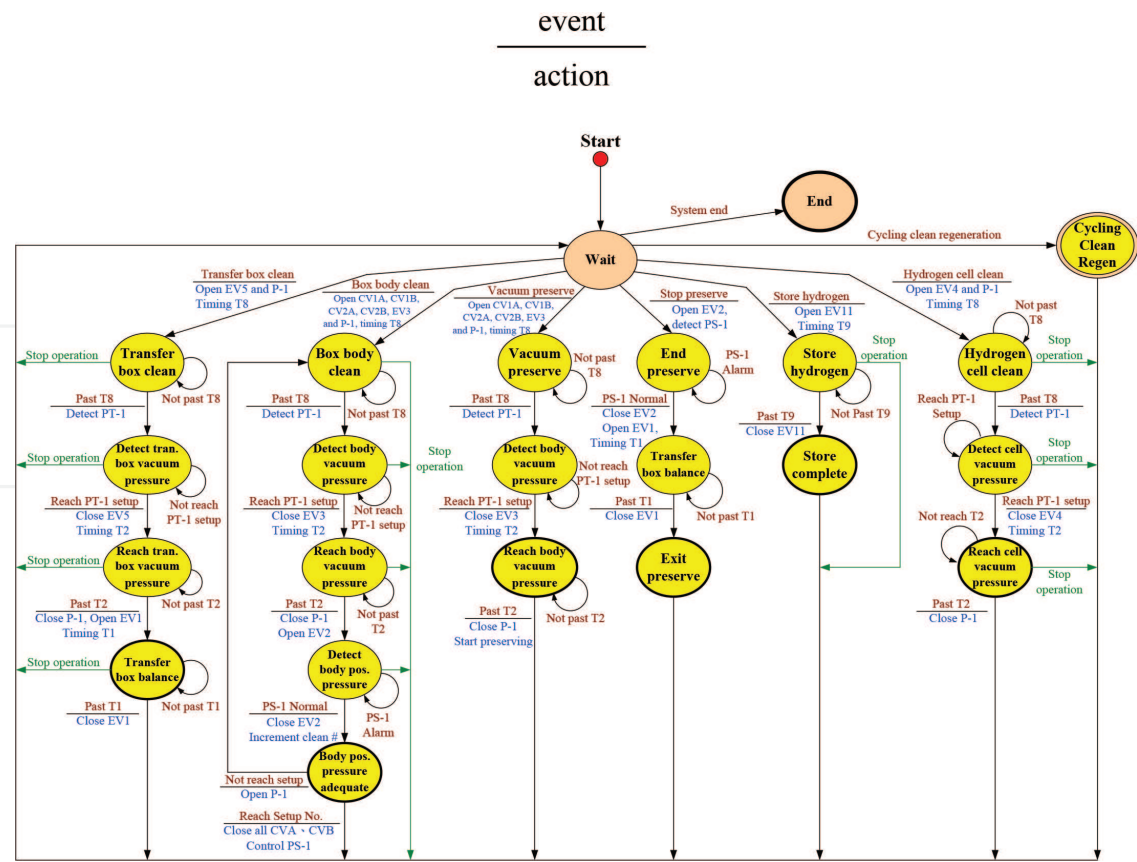 event
action
Start
End
System end
Cycling clean regeneration
Cycling
Clean
Regen
Wait
Transfer box clean
Open EV5 and P-1
Timing T8
Box body clean
Open CV1A, CV1B,
CV2A, CV2B, EV3
and P-1, timing T8
Vacuum preserve
Open CV1A, CV1B,
CV2A, CV2B, EV3
and P-1, timing T8
Stop preserve
Open EV2,
detect PS-1
Store hydrogen
Open EV11
Timing T9
Hydrogen cell clean
Open EV4 and P-1
Timing T8
Not past
T8
Stop operation
Transfer
box clean
Not past T8
Box body
clean
Not past T8
Vacuum
preserve
Not past
T8
End
preserve
PS-1
Alarm
Store
hydrogen
Stop
operation
Not Past T9
Hydrogen
cell clean
Stop
operation
Past T8
Detect PT-1
Past T8
Detect PT-1
Past T8
Detect PT-1
PS-1 Normal
Close EV2
Open EV1,
Timing T1
Past T9
Close EV11
Reach PT-1
Setup
Past T8
Detect PT-1
Stop operation
Detect tran.
box vacuum
pressure
Not reach
PT-1 setup
Detect body
vacuum
pressure
Not reach
PT-1 setup
Stop
operation
Detect body
vacuum
pressure
Not reach
PT-1 setup
Transfer
box balance
Not past T1
Store
complete
Detect cell
vacuum
pressure
Stop
operation
Reach PT-1 setup
Close EV5
Timing T2
Reach PT-1 setup
Close EV3
Timing T2
Reach PT-1 setup
Close EV3
Timing T2
Past T1
Close EV1
Reach PT-1 setup
Close EV4
Timing T2
Not reach T2
Stop operation
Reach tran.
box vacuum
pressure
Not past T2
Reach body
vacuum
pressure
Not past
T2
Reach body
vacuum
pressure
Not past T2
Exit
preserve
Reach cell
vacuum
pressure
Stop
operation
Past T2
Close P-1, Open EV1
Timing T1
Past T2
Close P-1
Open EV2
Past T2
Close P-1
Start preserving
Past T2
Close P-1
Stop operation
Transfer
box balance
Not past T1
Detect
body pos.
pressure
PS-1
Alarm
Past T1
Close EV1
PS-1 Normal
Close EV2
Increment clean #
Body pos.
pressure
adequate
Not reach setup
Open P-1
Reach Setup No.
Close all CVA、CVB
Control PS-1